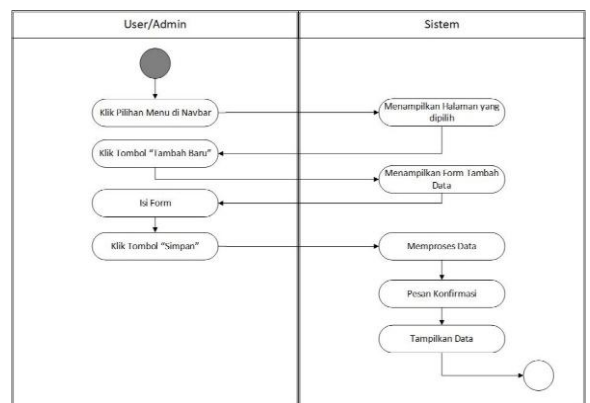 User/Admin
Sistem
Klik Pilihan Menu di Navbar
Menampilkan Halaman yang
dipilih
Klik Tombol "Tambah Baru"
Menampilkan Form Tambah
Data
Isi Form
Klik Tombol "Simpan"
Memproses Data
Pesan Konfirmasi
Tampilkan Data